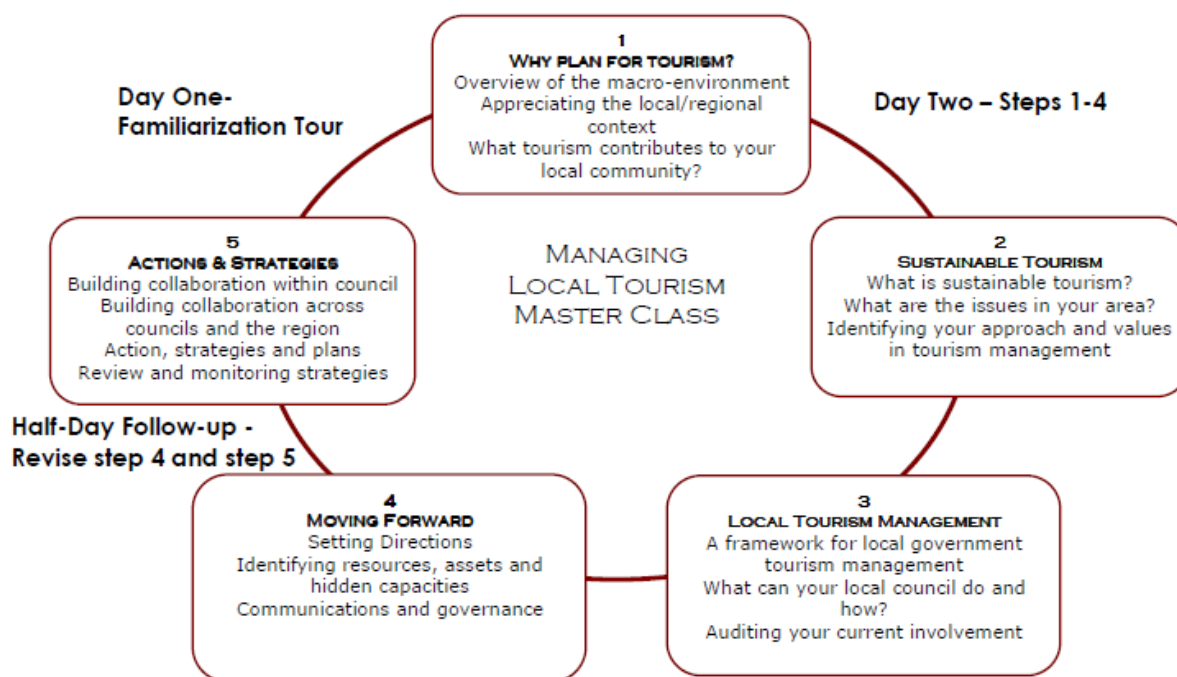 Day One-
Familiarization Tour
1
WHY PLAN FOR TOURISM?
Overview of the macro-environment
Appreciating the local/regional
context
What tourism contributes to your
local community?
Day Two – Steps 1-4
5
ACTIONS & STRATEGIES
Building collaboration within council
Building collaboration across
councils and the region
Action, strategies and plans
Review and monitoring strategies
MANAGING
LOCAL TOURISM
MASTER CLASS
2
SUSTAINABLE TOURISM
What is sustainable tourism?
What are the issues in your area?
Identifying your approach and values
in tourism management
Half-Day Follow-up -
Revise step 4 and step 5
4
MOVING FORWARD
Setting Directions
Identifying resources, assets and
hidden capacities
Communications and governance
3
LOCAL TOURISM MANAGEMENT
A framework for local government
tourism management
What can your local council do and
how?
Auditing your current involvement